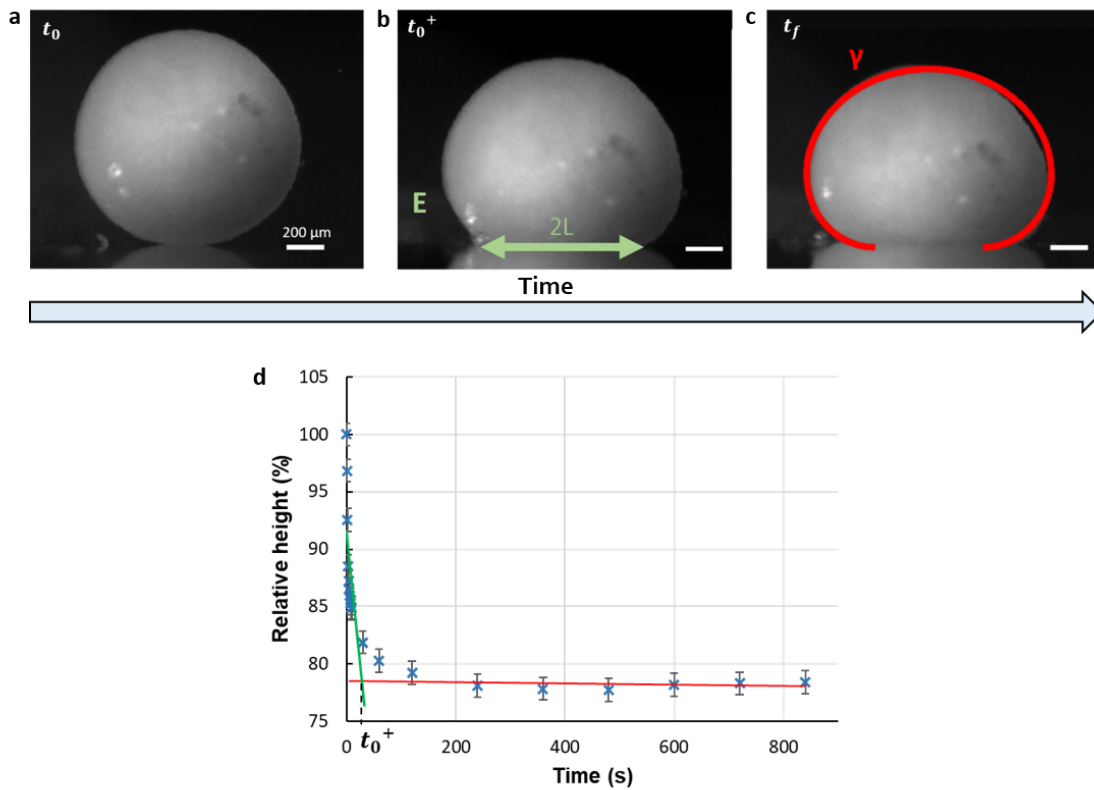 a
t₀
200 µm
b
t₀⁺
E
2L
c
t_f
γ
Time
d
Relative height (%)
105
100
95
90
85
80
75
0
200
400
600
800
t₀⁺
Time (s)